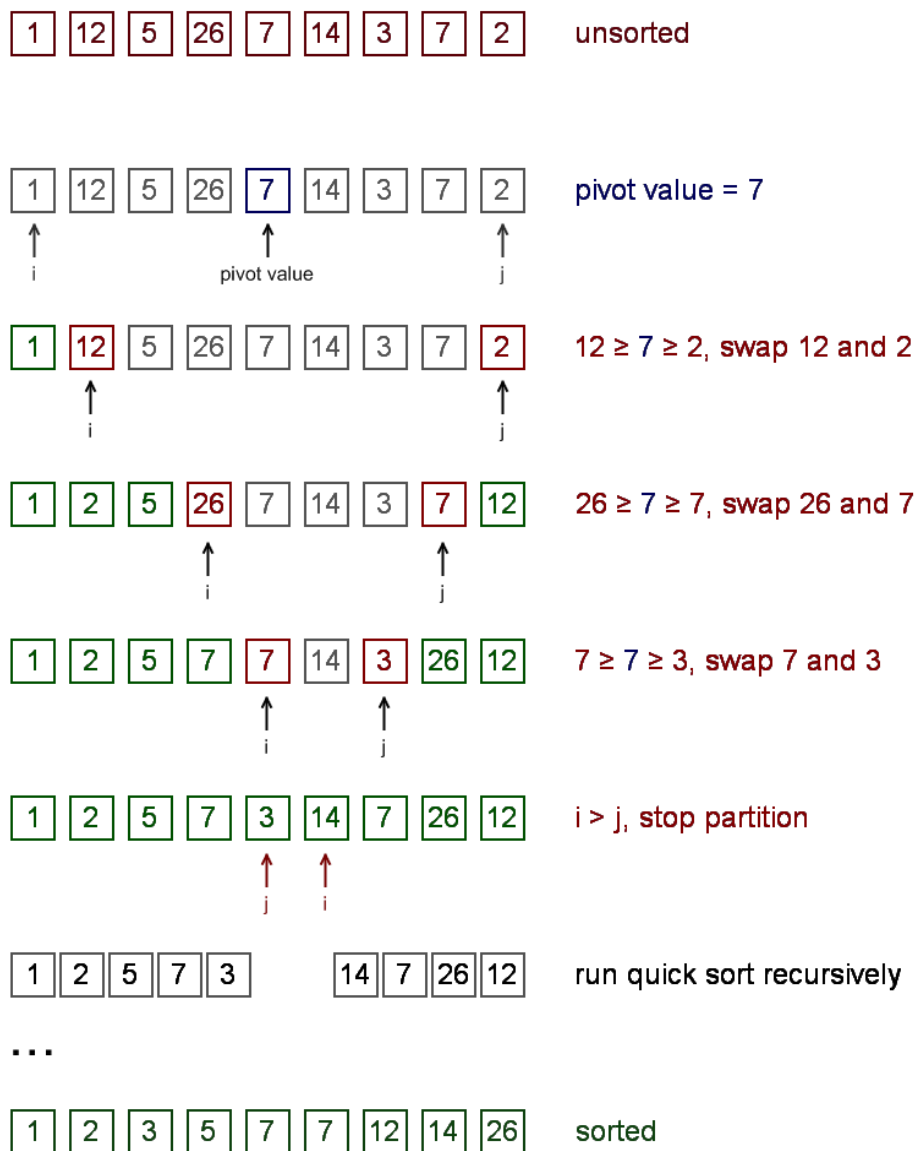 1 12 5 26 7 14 3 7 2 unsorted
1 12 5 26 7 14 3 7 2 pivot value = 7
i pivot value j
1 12 5 26 7 14 3 7 2 12 ≥ 7 ≥ 2, swap 12 and 2
i j
1 2 5 26 7 14 3 7 12 26 ≥ 7 ≥ 7, swap 26 and 7
i j
1 2 5 7 7 14 3 26 12 7 ≥ 7 ≥ 3, swap 7 and 3
i j
1 2 5 7 3 14 7 26 12 i > j, stop partition
j i
1 2 5 7 3 14 7 26 12 run quick sort recursively
...
1 2 3 5 7 7 12 14 26 sorted